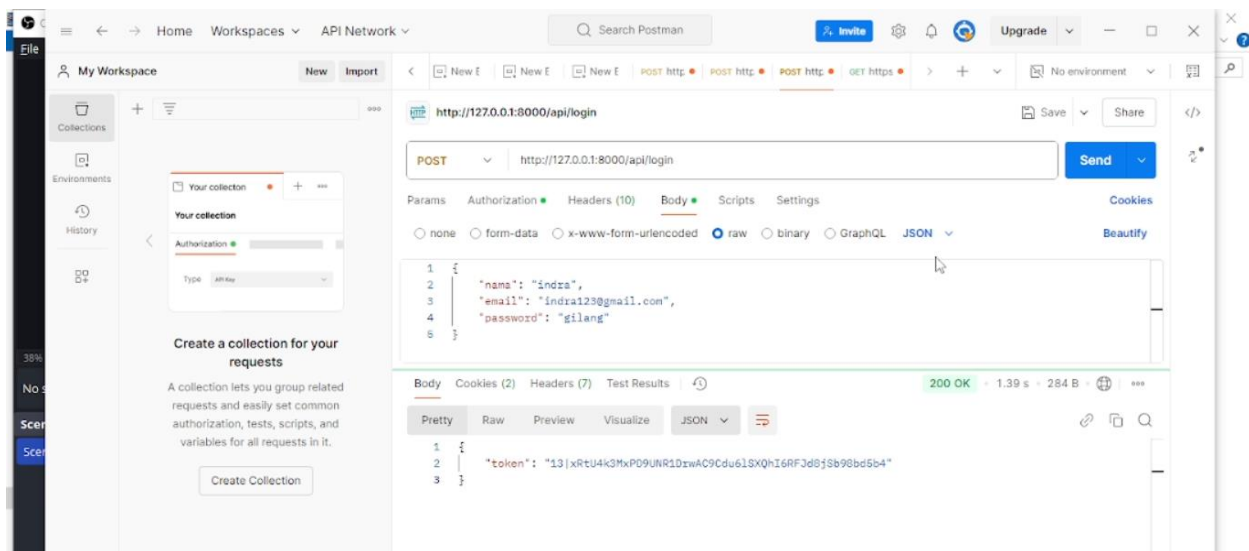 File
Home Workspaces API Network
Search Postman
Invite
Upgrade
My Workspace
New Import
New E New E New E POST http POST http POST http GET https
No environment
Collections
Environments
History
Your collecton
Your collection
Authorization
Type API Key
Create a collection for your
requests
A collection lets you group related
requests and easily set common
authorization, tests, scripts, and
variables for all requests in it.
Create Collection
http://127.0.0.1:8000/api/login
Save Share
POST http://127.0.0.1:8000/api/login
Send
Params Authorization Headers (10) Body Scripts Settings
Cookies
none form-data x-www-form-urlencoded raw binary GraphQL JSON
Beautify
1 {
2 "nama": "indra",
3 "email": "indra123@gmail.com",
4 "password": "gilang"
5 }
Body Cookies (2) Headers (7) Test Results
200 OK 1.39 s 284 B
Pretty Raw Preview Visualize JSON
1 {
2 "token": "13|xRtU4k3MxPD9UNR1DrwAC9Cdu6lSXQhI6RFJd8jSb98bd5b4"
3 }
38%
No s
Scer
Scer